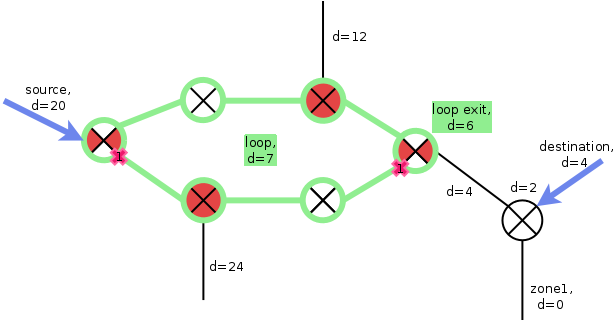 d=12
source,
d=20
loop exit,
d=6
1
loop,
d=7
destination,
d=4
1
d=4
d=2
d=24
zone1,
d=0